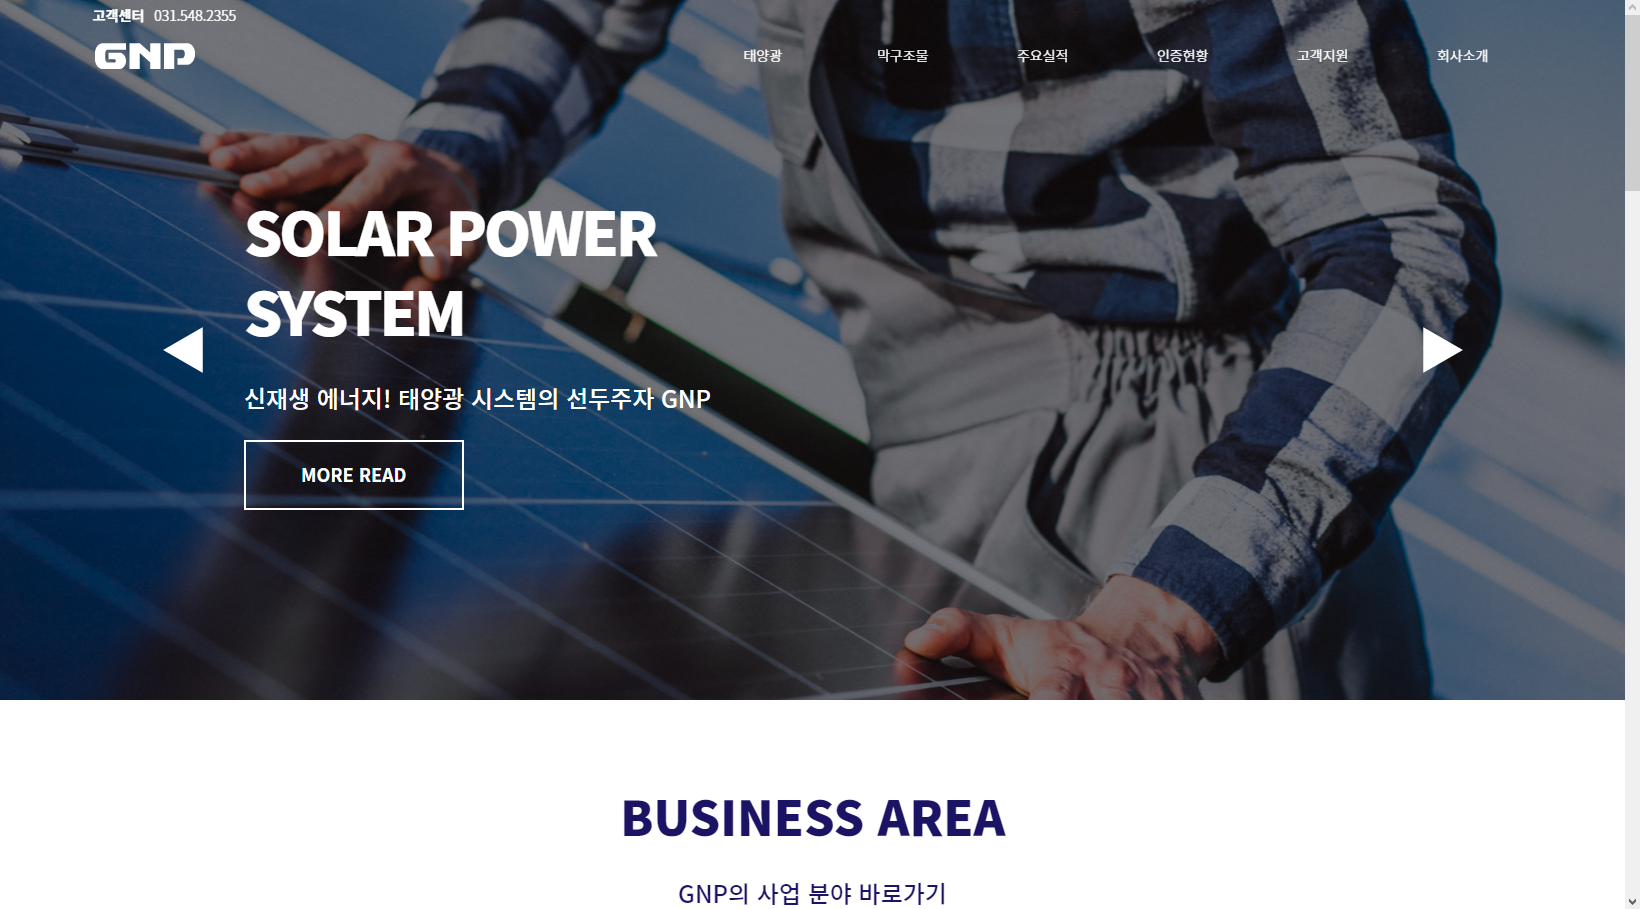 고객센터 031.548.2355
GNP
태양광 막구조물 주요실적 인증현황 고객지원 회사소개
SOLAR POWER
SYSTEM
신재생 에너지! 태양광 시스템의 선두주자 GNP
MORE READ
BUSINESS AREA
GNP의 사업 분야 바로가기